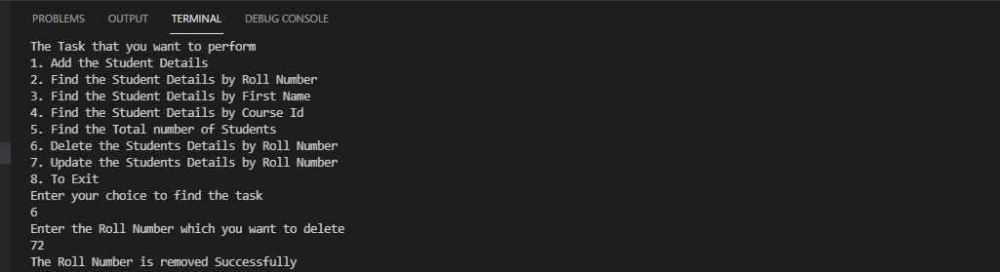 PROBLEMS OUTPUT TERMINAL DEBUG CONSOLE
The Task that you want to perform
1. Add the Student Details
2. Find the Student Details by Roll Number
3. Find the Student Details by First Name
4. Find the Student Details by Course Id
5. Find the Total number of Students
6. Delete the Students Details by Roll Number
7. Update the Students Details by Roll Number
8. To Exit
Enter your choice to find the task
6
Enter the Roll Number which you want to delete
72
The Roll Number is removed Successfully